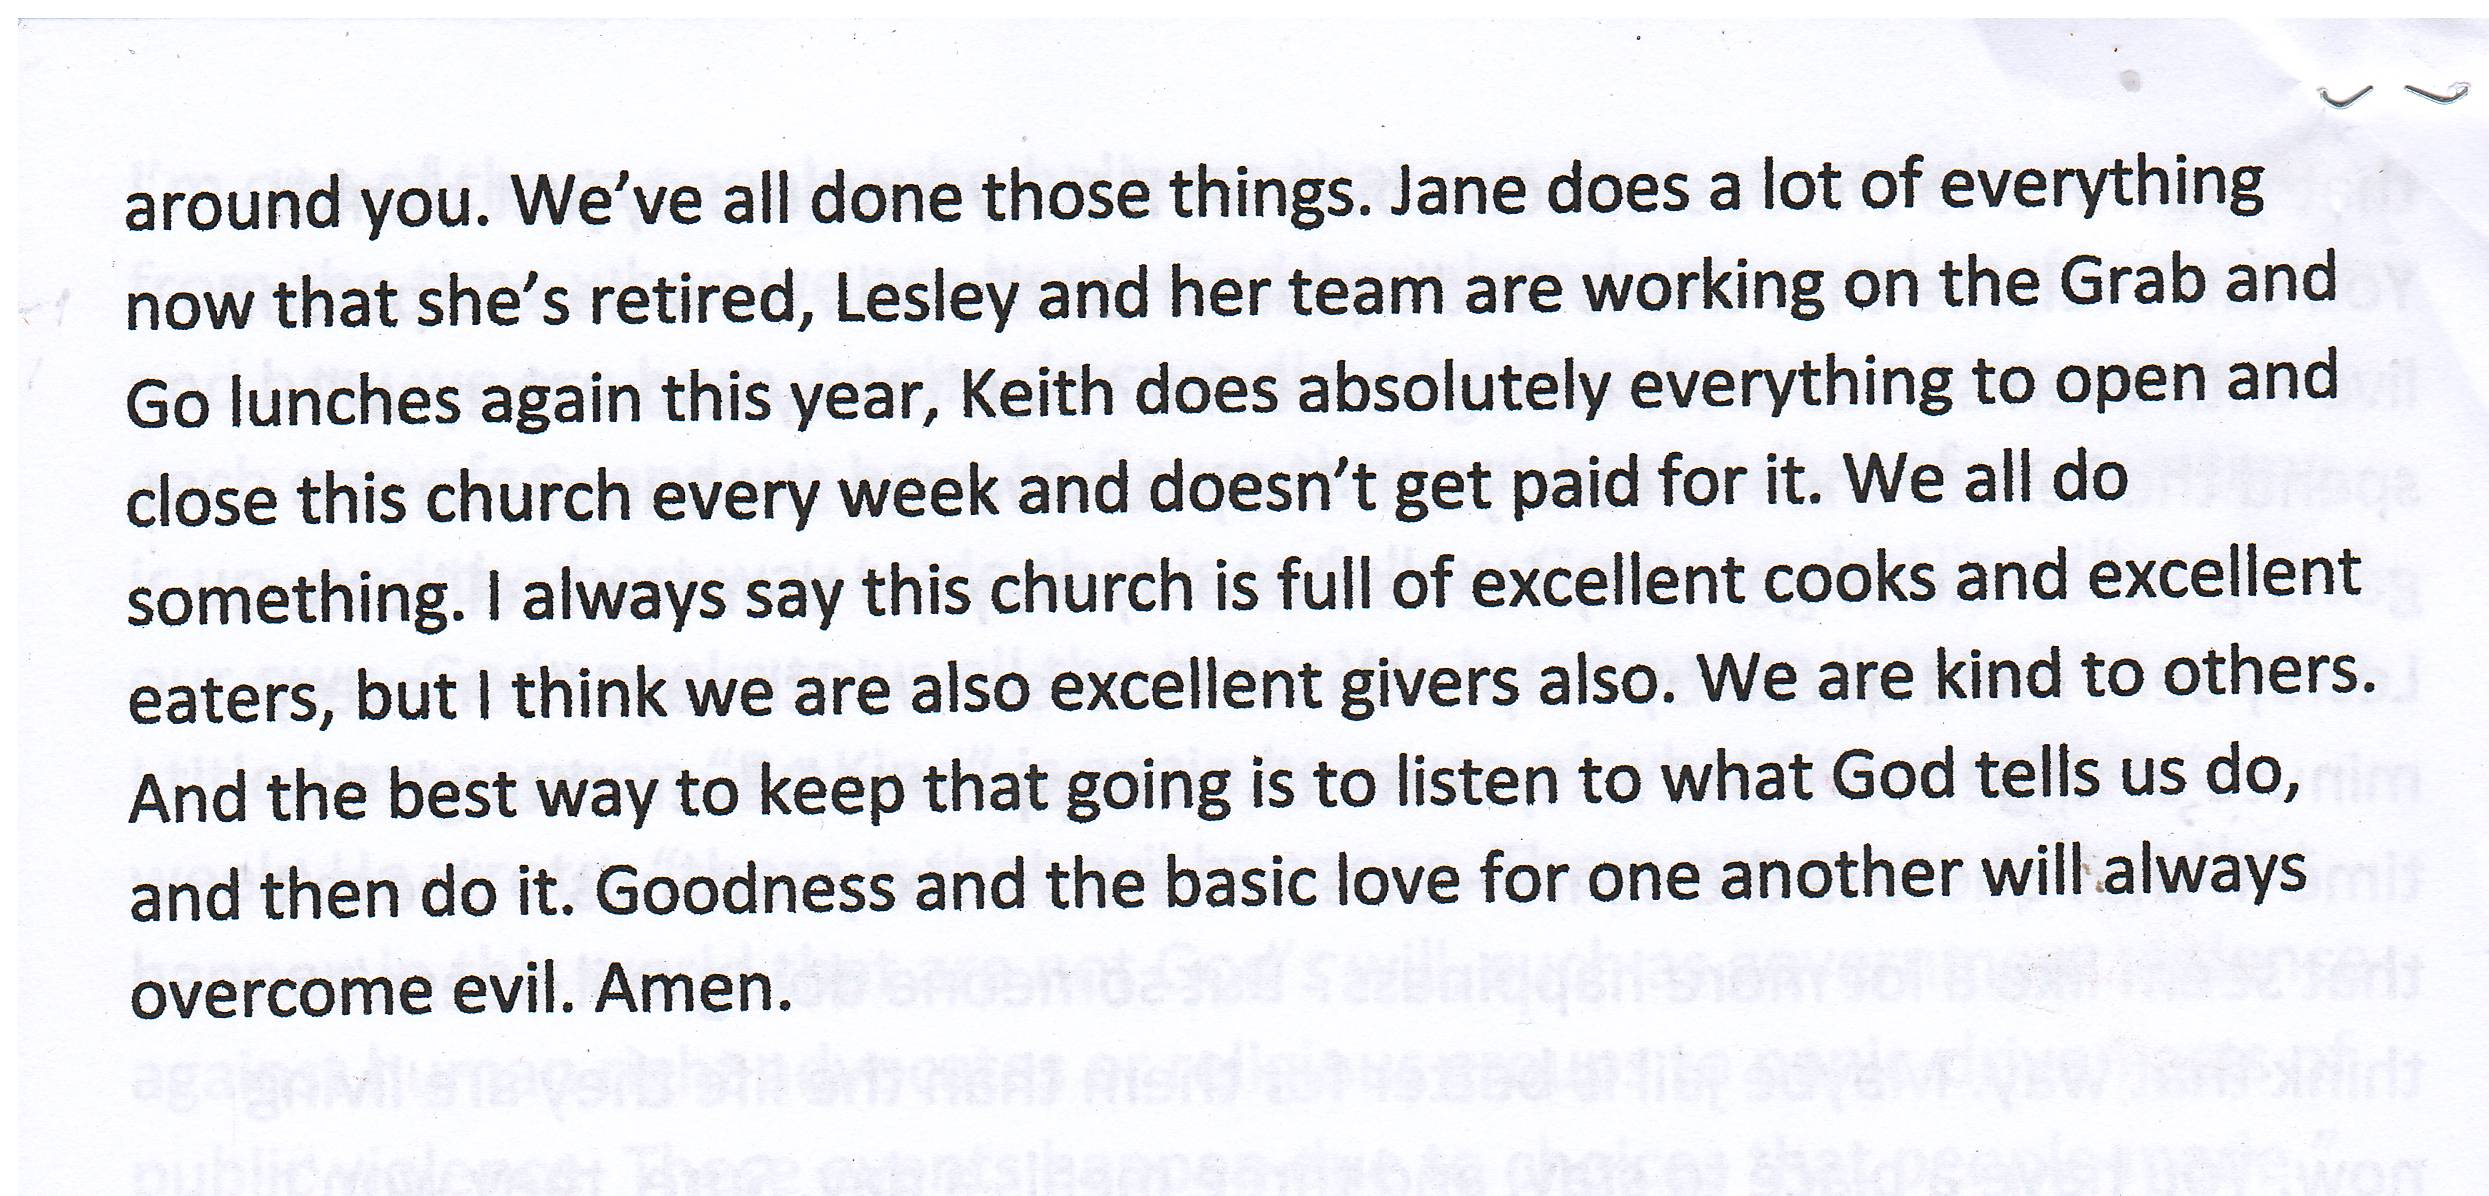 around you. We’ve all done those things. Jane does a lot of everything
now that she’s retired, Lesley and her team are working on the Grab and
Go lunches again this year, Keith does absolutely everything to open and
close this church every week and doesn’t get paid for it. We all do
something. I always say this church is full of excellent cooks and excellent
eaters, but I think we are also excellent givers also. We are kind to others.
And the best way to keep that going is to listen to what God tells us do,
and then do it. Goodness and the basic love for one another will always
overcome evil. Amen.